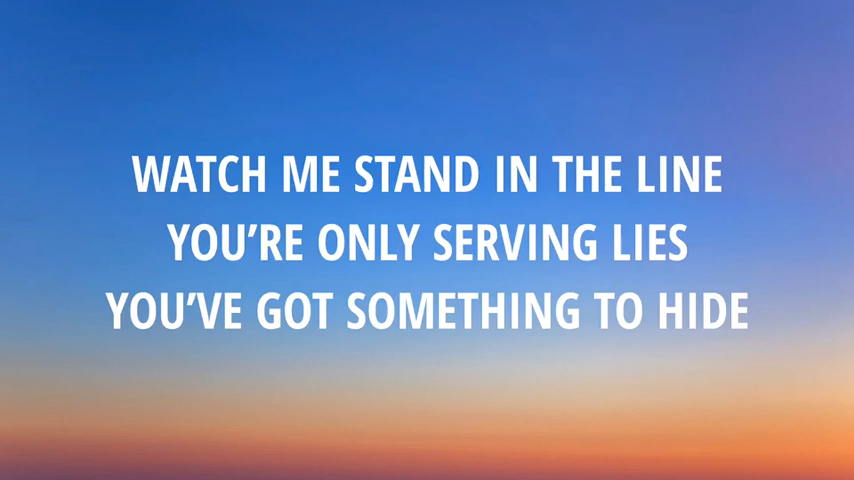 WATCH ME STAND IN THE LINE
YOU’RE ONLY SERVING LIES
YOU’VE GOT SOMETHING TO HIDE